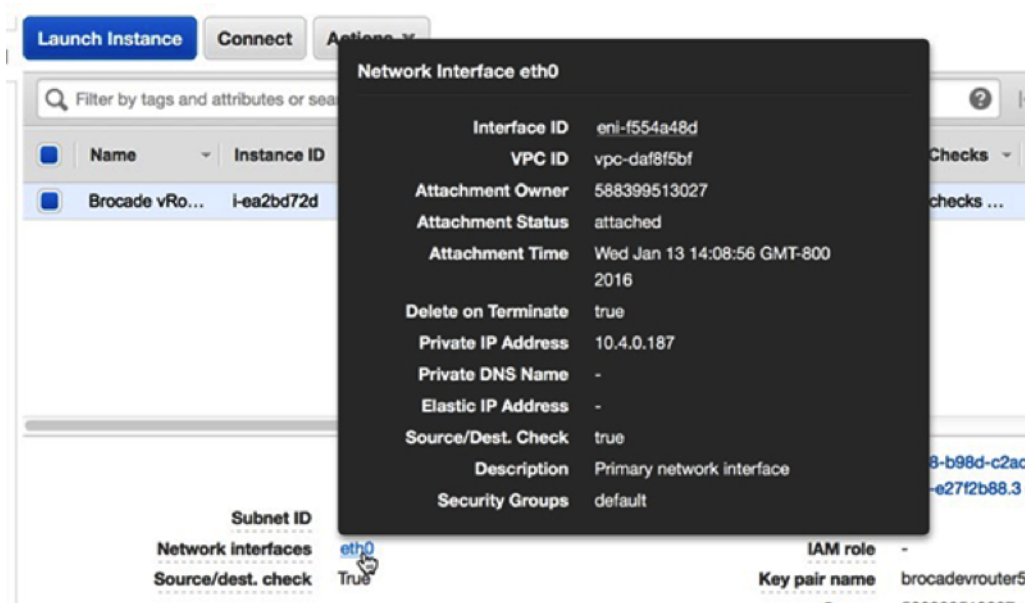 Launch Instance Connect Actions
Network Interface eth0
Filter by tags and attributes or sea
Interface ID eni-f554a48d
Name Instance ID Checks
VPC ID vpc-daf8f5bf
Attachment Owner 588399513027
Brocade vRo... i-ea2bd72d checks ...
Attachment Status attached
Attachment Time Wed Jan 13 14:08:56 GMT-800
2016
Delete on Terminate true
Private IP Address 10.4.0.187
Private DNS Name -
Elastic IP Address -
Source/Dest. Check true
Description Primary network interface
8-b98d-c2ac
Security Groups default
-e27f2b88.3
Subnet ID
Network interfaces eth0 IAM role -
Source/dest. check True Key pair name brocadevrouter5